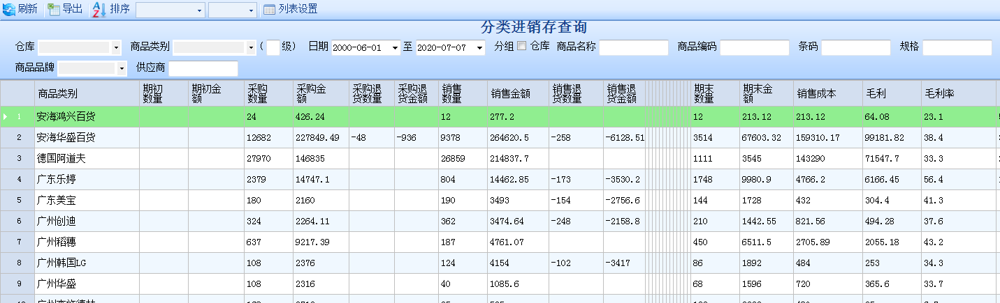 刷新 导出 排序 列表设置
分类进销存查询
仓库 商品类别 ( 级) 日期 2000-06-01 至 2020-07-07 分组 仓库 商品名称 商品编码 条码 规格
商品品牌 供应商
商品类别 期初数量 期初金额 采购数量 采购金额 采购退货数量 采购退货金额 销售数量 销售金额 销售退货数量 销售退货金额 期末数量 期末金额 销售成本 毛利 毛利率
1 安海鸿兴百货 24 426.24 12 277.2 12 213.12 213.12 64.08 23.1
2 安海华盛百货 12682 227849.49 -48 -936 9378 264620.5 -258 -6128.51 3514 67603.32 159310.17 99181.82 38.4
3 德国阿道夫 27970 146835 26859 214837.7 1111 3545 143290 71547.7 33.3
4 广东乐婷 2379 14747.1 804 14462.85 -173 -3530.2 1748 9980.9 4766.2 6166.45 56.4
5 广东美宝 180 2160 190 3493 -154 -2756.6 144 1728 432 304.4 41.3
6 广州创迪 324 2264.11 362 3474.64 -248 -2158.8 210 1442.55 821.56 494.28 37.6
7 广州稻穗 637 9217.39 187 4761.07 450 6511.5 2705.89 2055.18 43.2
8 广州韩国LG 108 2376 124 4154 -102 -3417 86 1892 484 253 34.3
9 广州华盛 108 2316 40 1085.6 68 1596 720 365.6 33.7